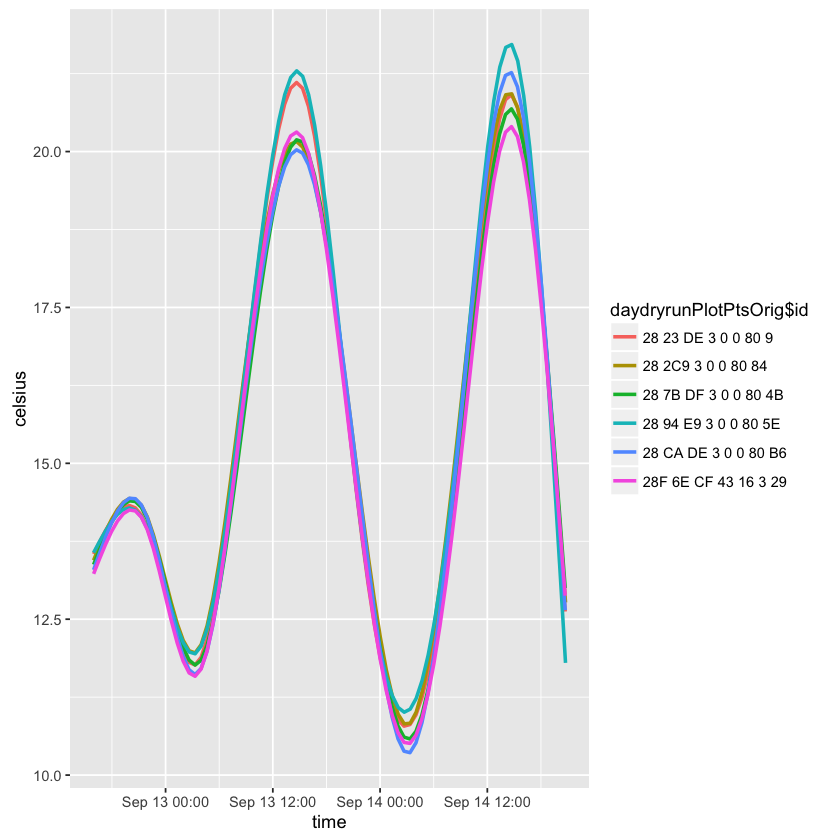 celsius
20.0
17.5
15.0
12.5
10.0
Sep 13 00:00 Sep 13 12:00 Sep 14 00:00 Sep 14 12:00
time
daydryrunPlotPtsOrig$id
28 23 DE 3 0 0 80 9
28 2C9 3 0 0 80 84
28 7B DF 3 0 0 80 4B
28 94 E9 3 0 0 80 5E
28 CA DE 3 0 0 80 B6
28F 6E CF 43 16 3 29